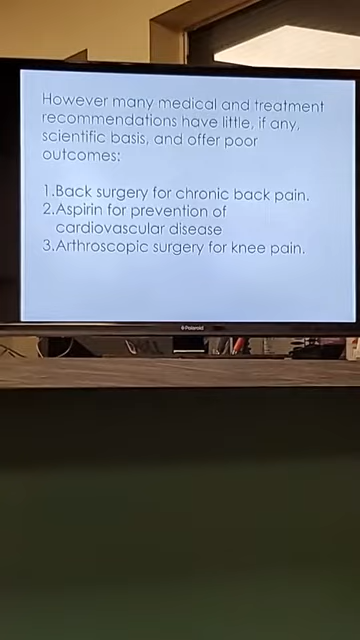 However many medical and treatment
recommendations have little, if any,
scientific basis, and offer poor
outcomes:
1.Back surgery for chronic back pain.
2.Aspirin for prevention of
cardiovascular disease
3.Arthroscopic surgery for knee pain.
Polaroid